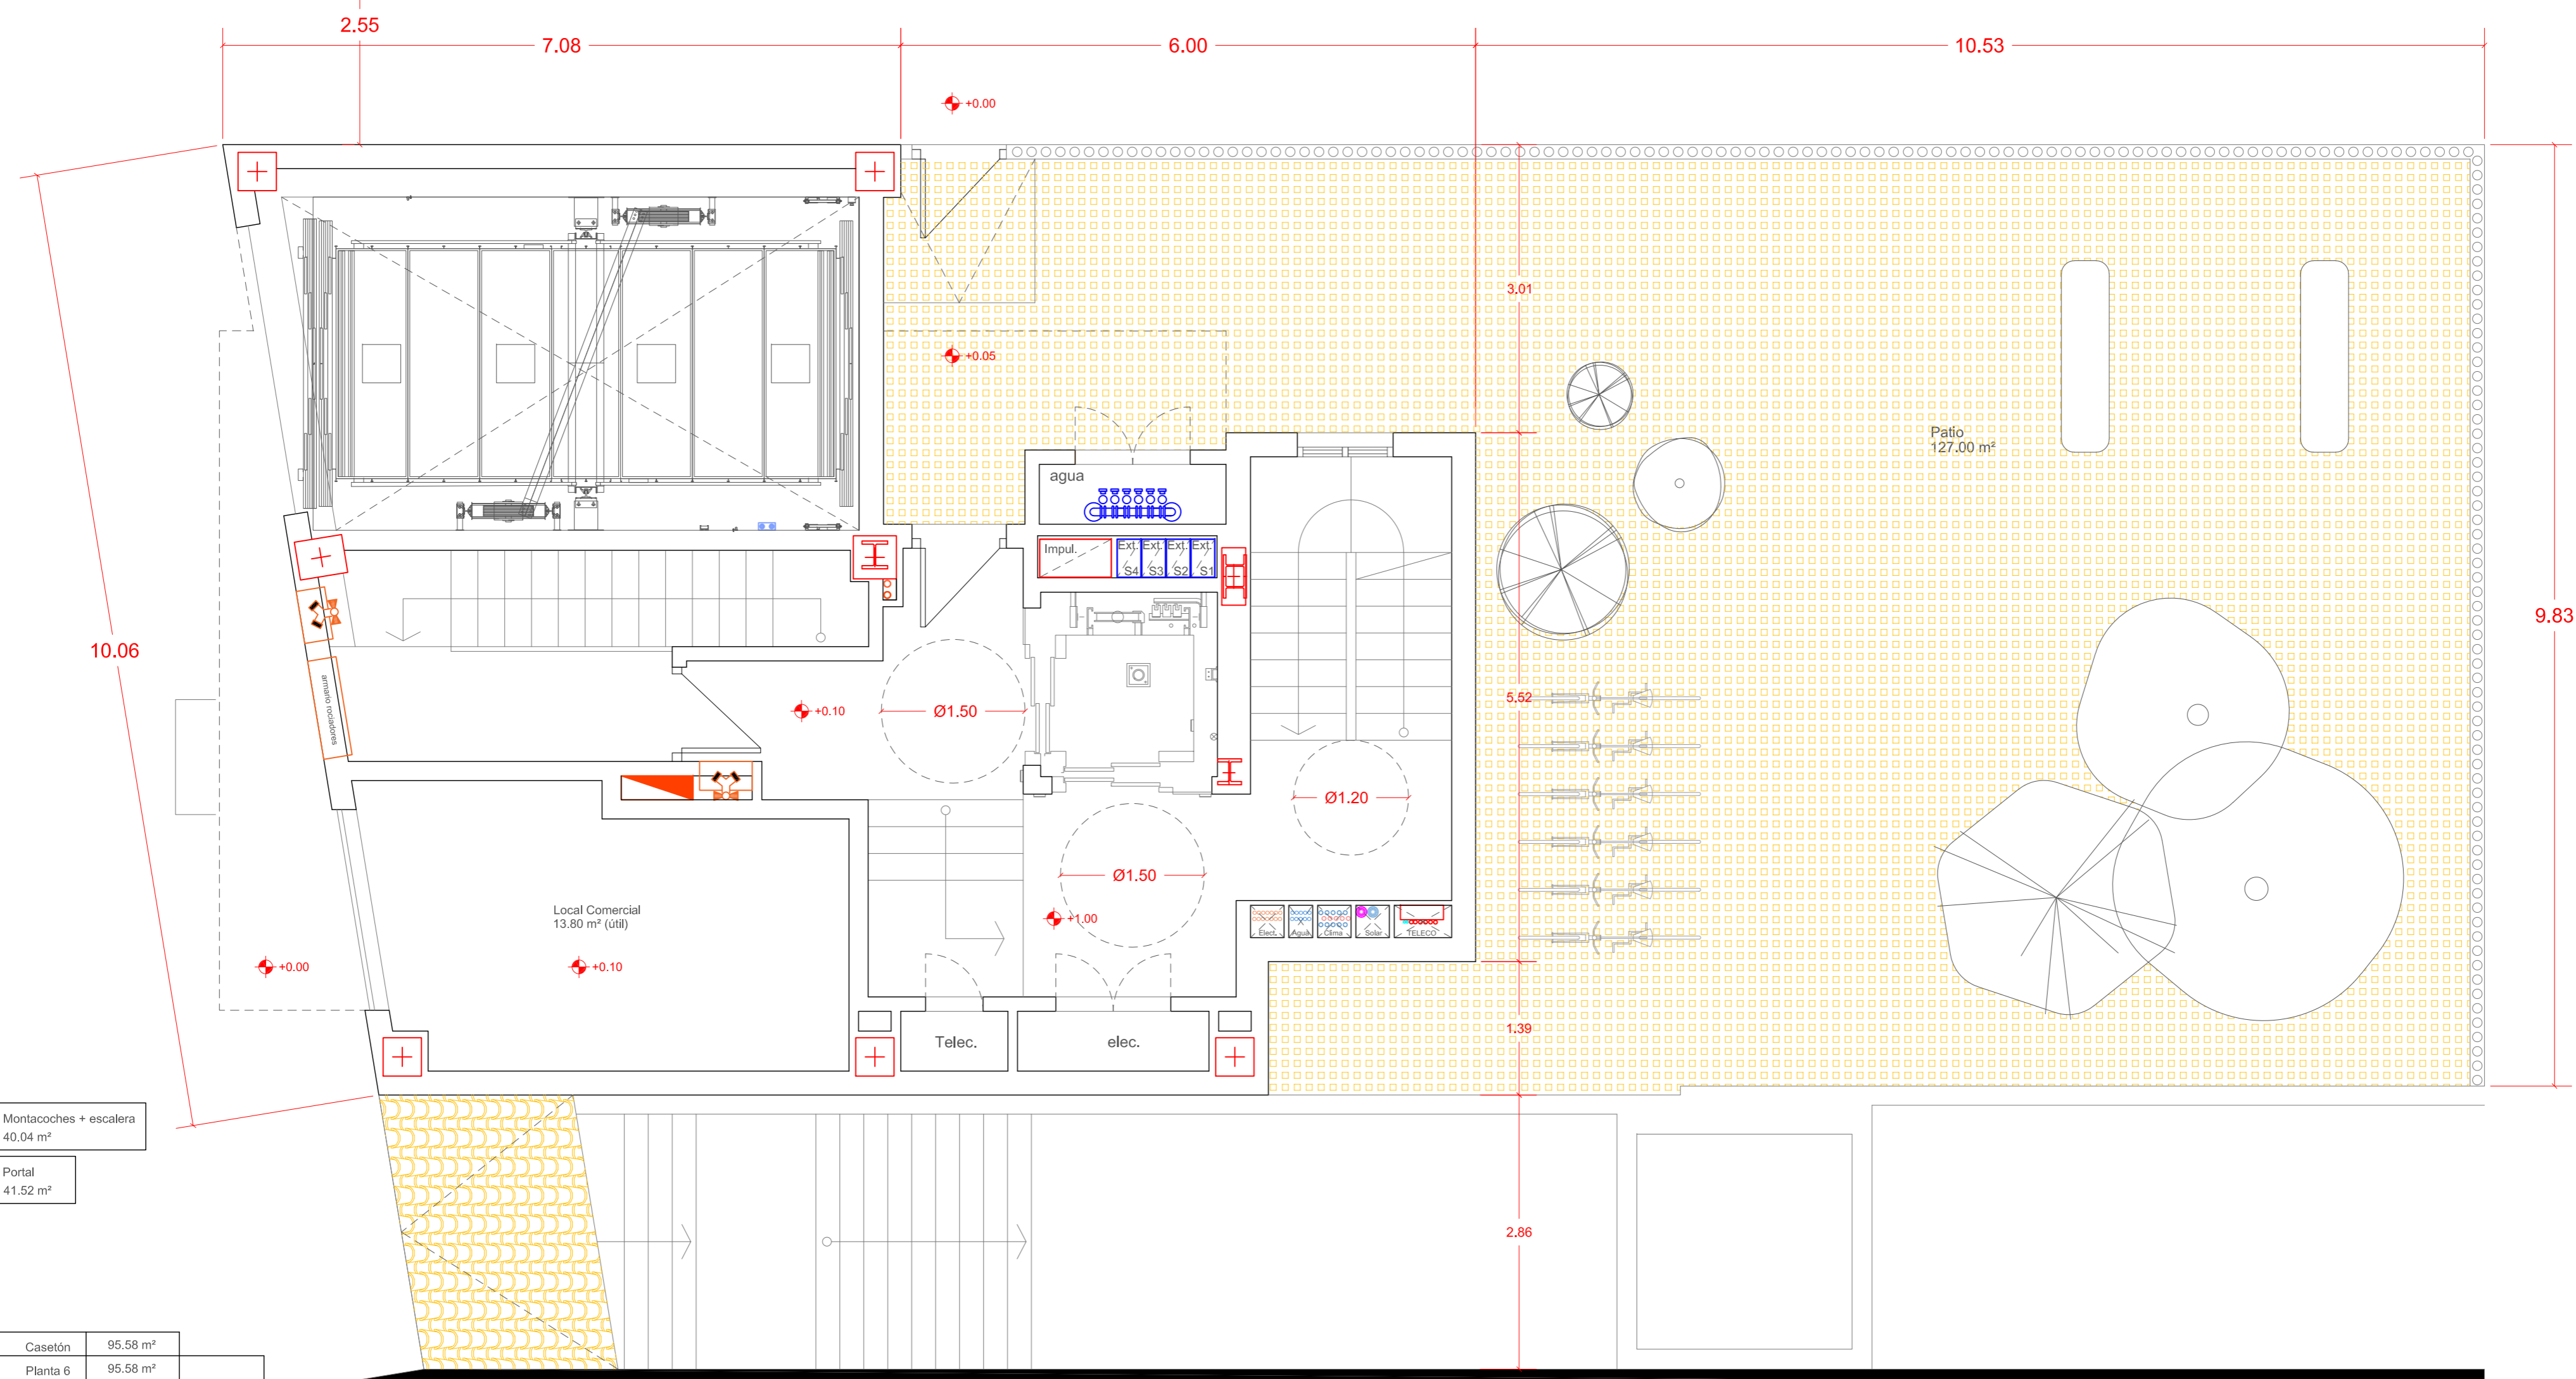 2.55
7.08
6.00
10.53
+0.00
3.01
+0.05
Patio
127.00 m²
agua
Impul.
Ext. Ext. Ext. Ext.
S4 S3 S2 S1
9.83
10.06
armario rociadores
+0.10
Ø1.50
5.52
Ø1.20
Ø1.50
Local Comercial
13.80 m² (útil)
+1.00
Elect. Agua Clima Solar TELECO
+0.00
+0.10
1.39
Telec.
elec.
Montacoches + escalera
40.04 m²
Portal
41.52 m²
2.86
Casetón 95.58 m²
Planta 6 95.58 m²